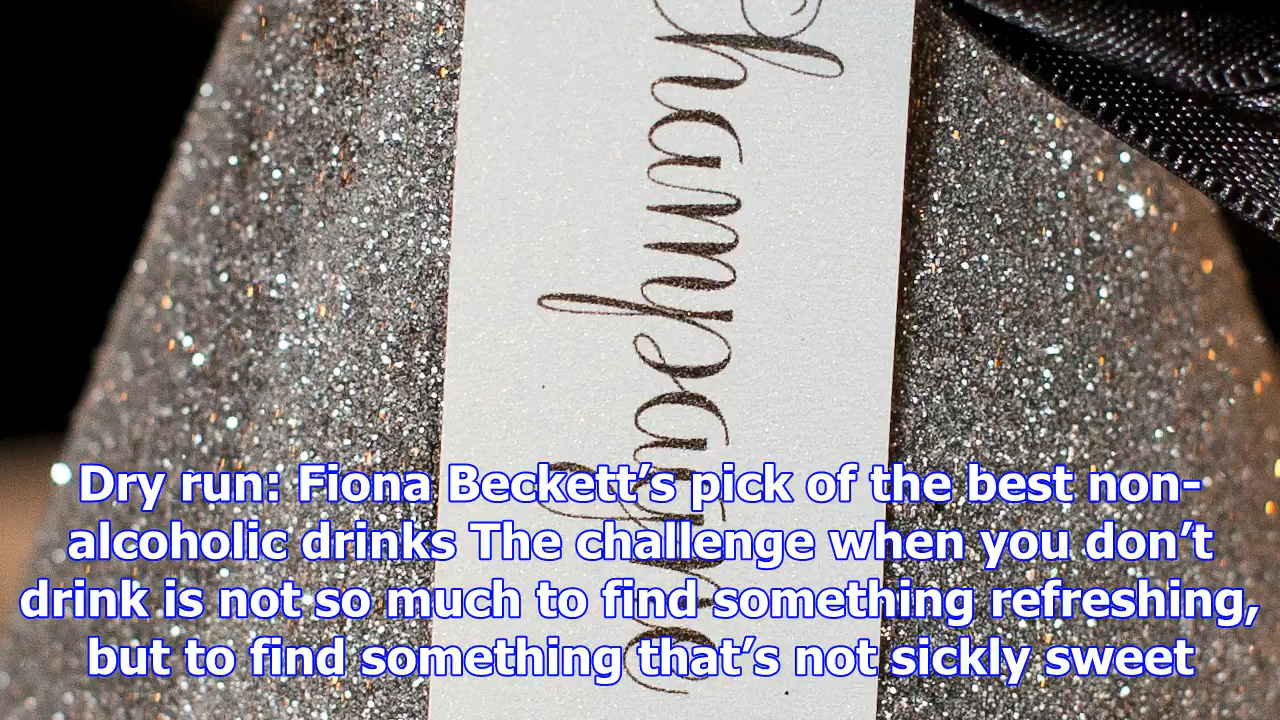 Champagne
Dry run: Fiona Beckett’s pick of the best non-
alcoholic drinks The challenge when you don’t
drink is not so much to find something refreshing,
but to find something that’s not sickly sweet